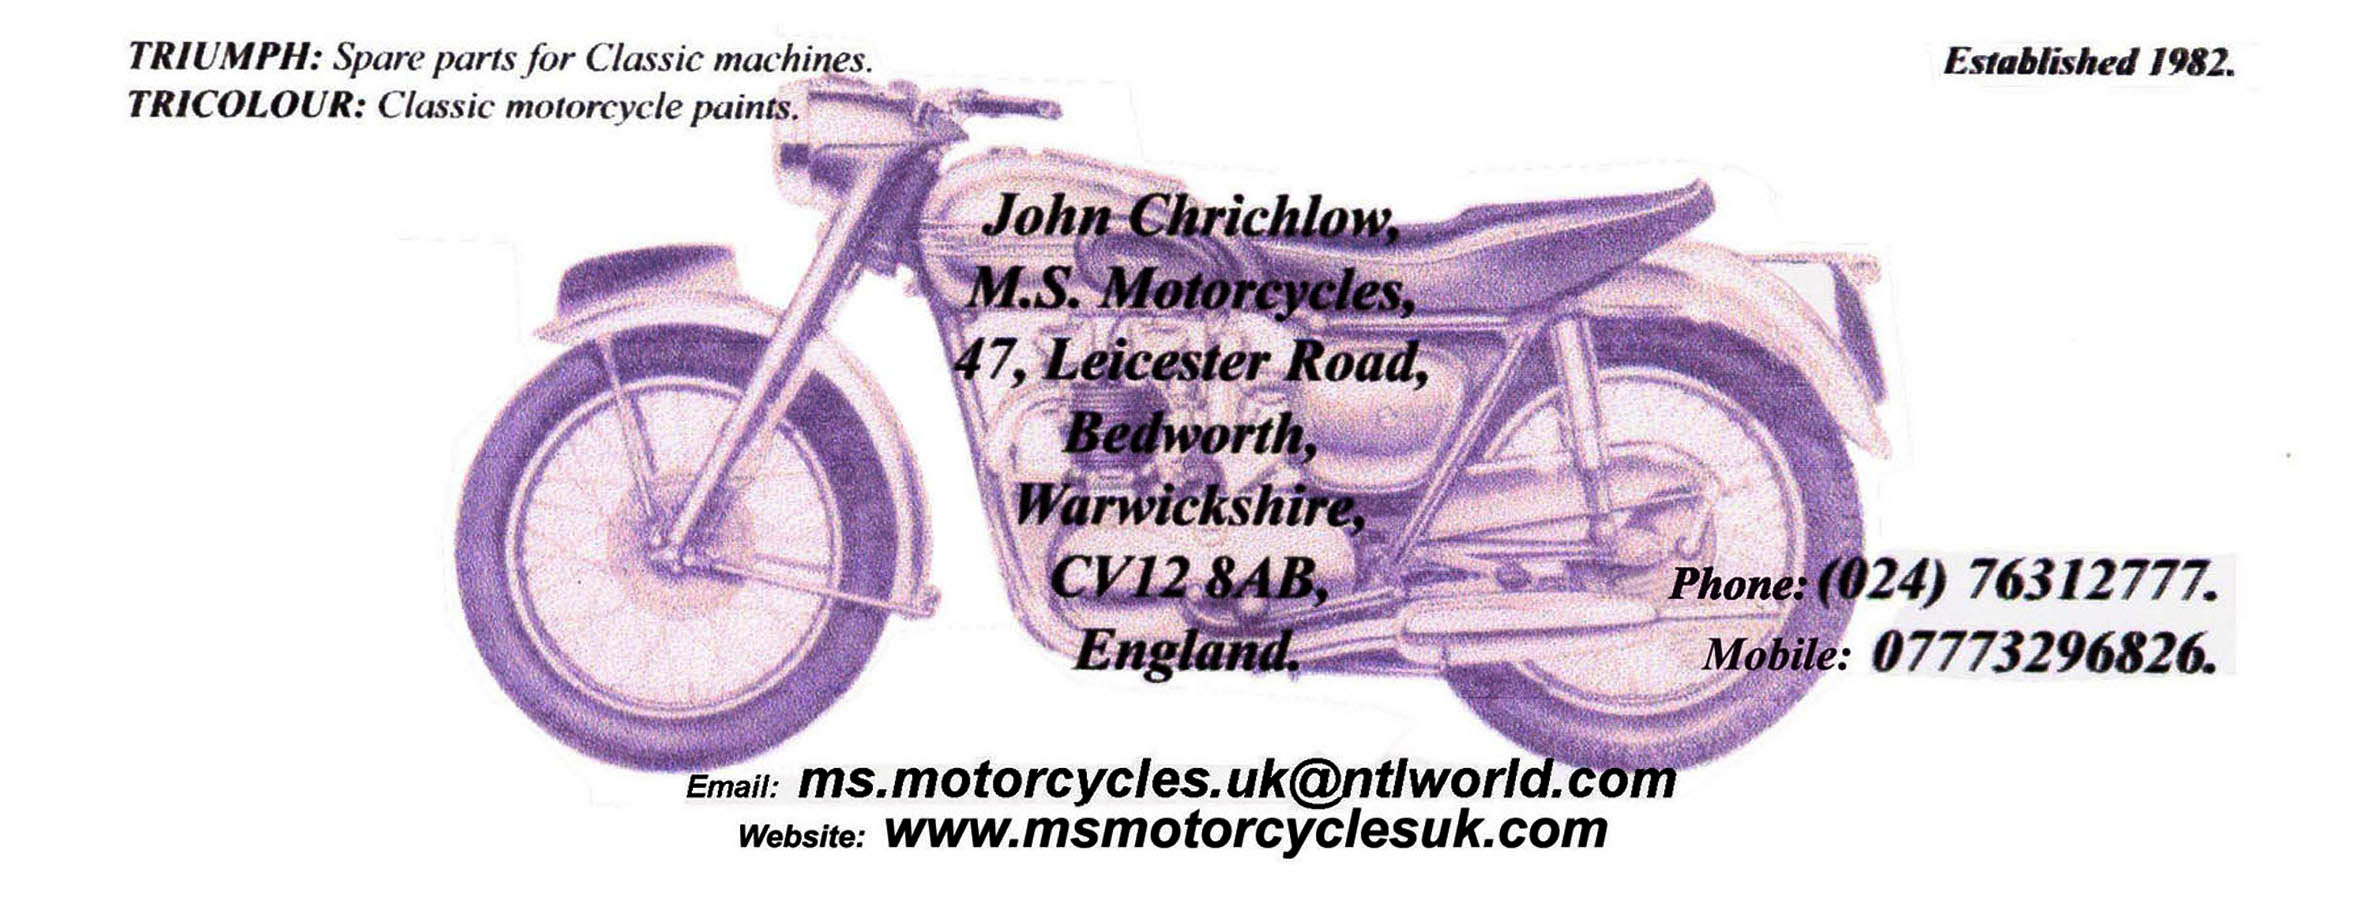 TRIUMPH: Spare parts for Classic machines.
TRICOLOUR: Classic motorcycle paints.
Established 1982.
John Chrichlow,
M.S. Motorcycles,
47, Leicester Road,
Bedworth,
Warwickshire,
CV12 8AB,
England.
Phone: (024) 76312777.
Mobile: 07773296826.
Email: ms.motorcycles.uk@ntlworld.com
Website: www.msmotorcyclesuk.com